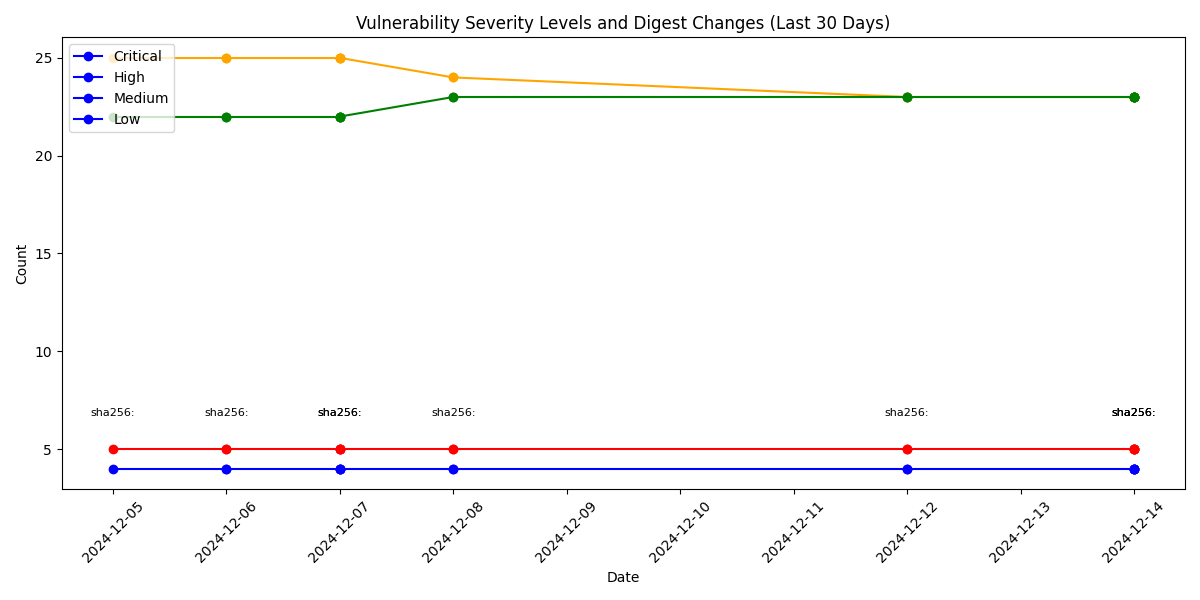 Vulnerability Severity Levels and Digest Changes (Last 30 Days)
Critical
High
Medium
Low
25
20
15
10
5
Count
sha256: sha256: sha256: sha256: sha256: sha256:
2024-12-05 2024-12-06 2024-12-07 2024-12-08 2024-12-09 2024-12-10 2024-12-11 2024-12-12 2024-12-13 2024-12-14
Date